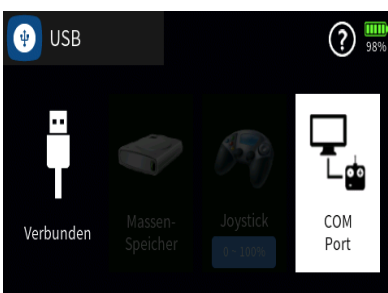 USB
98%
Verbunden
Massen-
Speicher
Joystick
0 - 100%
COM
Port